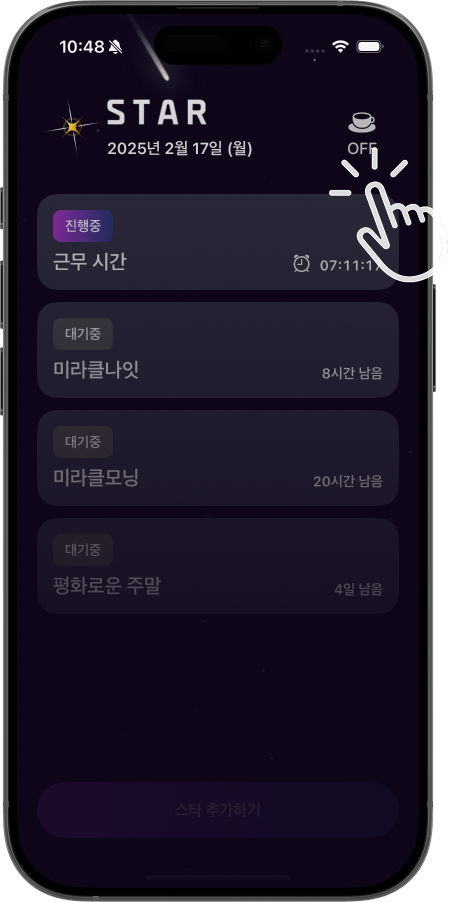 10:48
STAR
2025년 2월 17일 (월)
OFF
진행중
근무 시간
07:11:17
대기중
미라클나잇
8시간 남음
대기중
미라클모닝
20시간 남음
대기중
평화로운 주말
4일 남음
스타 추가하기